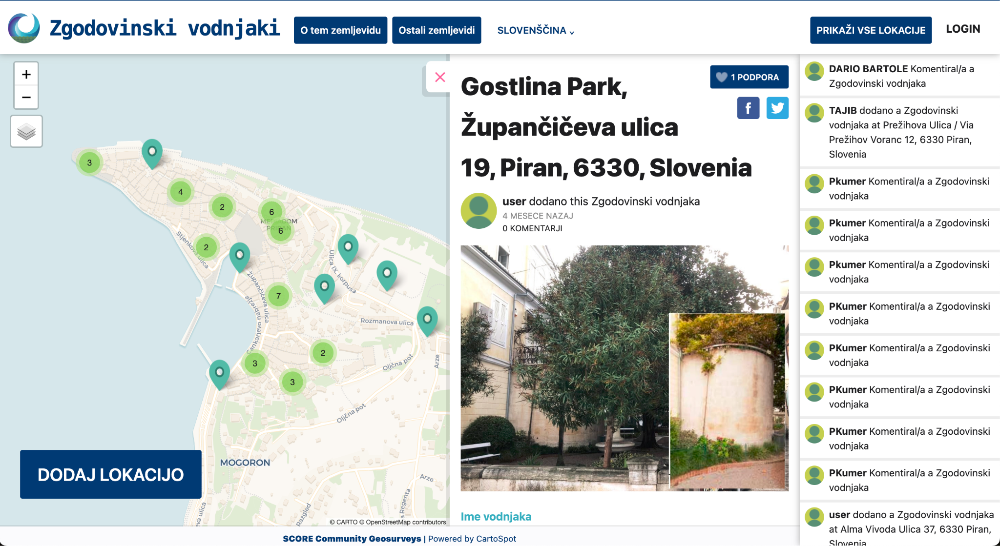 Zgodovinski vodnjaki
O tem zemljevidu
Ostali zemljevidi
SLOVENŠČINA
PRIKAŽI VSE LOKACIJE
LOGIN
+
−
3
4
2
6
MEDIADOM
PIRAN
6
2
7
2
3
3
Stjenkova ulica
Župančičeva ulica
Cankarjevo nabrežje
Ulica IX. korpusa
Rozmanova ulica
Oljčna pot
Arze
Oljčna pot
MOGORON
Arze
Razgled
DODAJ LOKACIJO
© CARTO © OpenStreetMap contributors
Gostlina Park,
Župančičeva ulica
19, Piran, 6330, Slovenia
1 PODPORA
user dodano this Zgodovinski vodnjaka
4 MESECE NAZAJ
0 KOMENTARJI
Ime vodnjaka
DARIO BARTOLE Komentiral/a a
Zgodovinski vodnjaka
TAJIB dodano a Zgodovinski
vodnjaka at Prežihova Ulica / Via
Prežihov Voranc 12, 6330 Piran,
Slovenia
Pkumer Komentiral/a a Zgodovinski
vodnjaka
Pkumer Komentiral/a a Zgodovinski
vodnjaka
Pkumer Komentiral/a a Zgodovinski
vodnjaka
PKumer Komentiral/a a Zgodovinski
vodnjaka
PKumer Komentiral/a a Zgodovinski
vodnjaka
PKumer Komentiral/a a Zgodovinski
vodnjaka
PKumer Komentiral/a a Zgodovinski
vodnjaka
PKumer Komentiral/a a Zgodovinski
vodnjaka
user dodano a Zgodovinski vodnjaka
at Alma Vivoda Ulica 37, 6330 Piran,
Slovenia
SCORE Community Geosurveys | Powered by CartoSpot